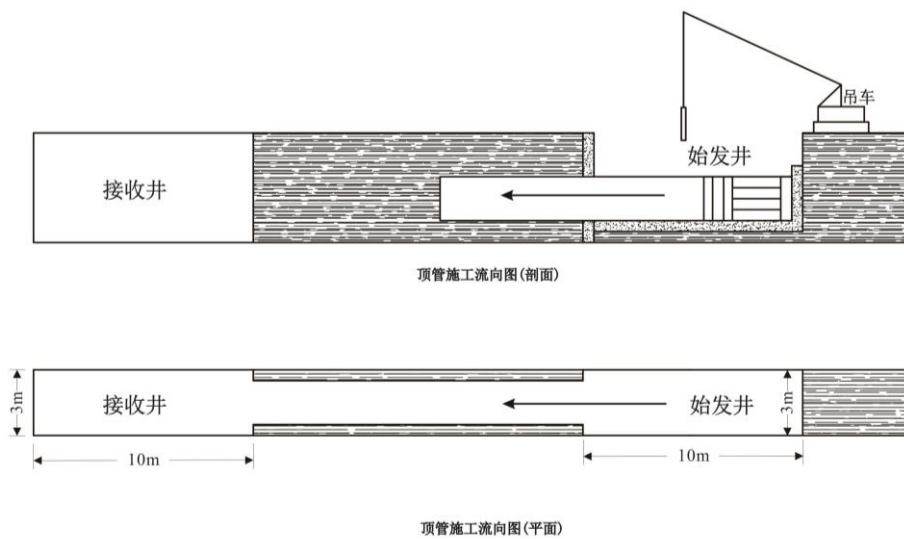 吊车
始发井
接收井
顶管施工流向图(剖面)
3m
接收井
始发井
3m
10m
10m
顶管施工流向图(平面)